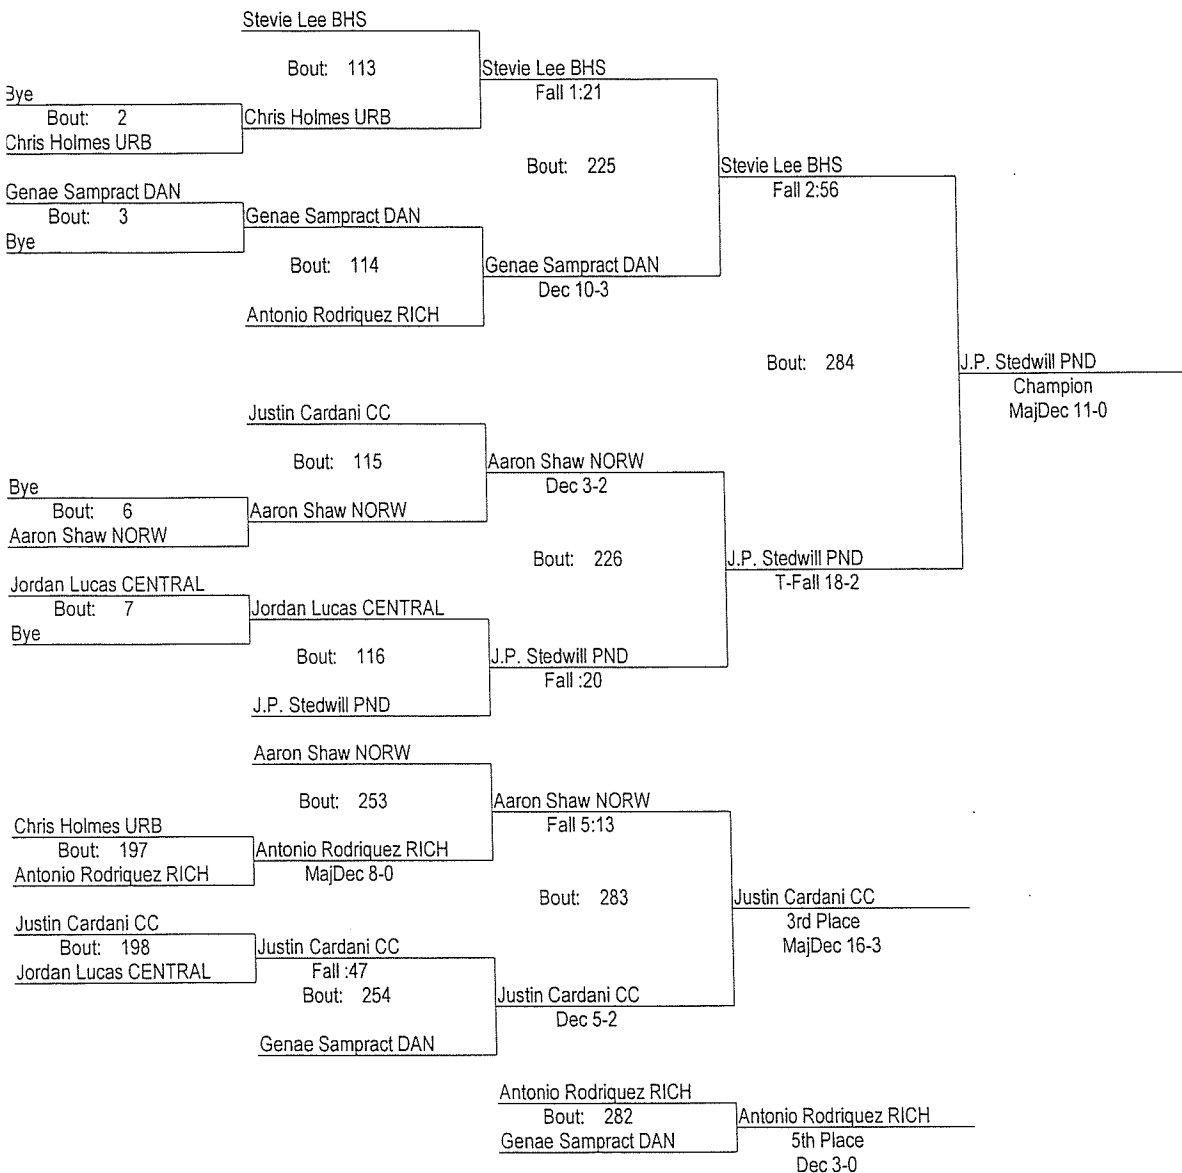 Stevie Lee BHS
Bout: 113
Stevie Lee BHS
Fall 1:21
Bye
Bout: 2
Chris Holmes URB
Chris Holmes URB
Bout: 225
Stevie Lee BHS
Fall 2:56
Genae Sampract DAN
Bout: 3
Genae Sampract DAN
Bye
Bout: 114
Genae Sampract DAN
Dec 10-3
Antonio Rodriquez RICH
Bout: 284
J.P. Stedwill PND
Champion
MajDec 11-0
Justin Cardani CC
Bout: 115
Aaron Shaw NORW
Dec 3-2
Bye
Bout: 6
Aaron Shaw NORW
Aaron Shaw NORW
Bout: 226
J.P. Stedwill PND
T-Fall 18-2
Jordan Lucas CENTRAL
Bout: 7
Jordan Lucas CENTRAL
Bye
Bout: 116
J.P. Stedwill PND
Fall :20
J.P. Stedwill PND
Aaron Shaw NORW
Bout: 253
Aaron Shaw NORW
Fall 5:13
Chris Holmes URB
Bout: 197
Antonio Rodriquez RICH
Antonio Rodriquez RICH
MajDec 8-0
Bout: 283
Justin Cardani CC
3rd Place
MajDec 16-3
Justin Cardani CC
Bout: 198
Jordan Lucas CENTRAL
Justin Cardani CC
Fall :47
Bout: 254
Justin Cardani CC
Dec 5-2
Genae Sampract DAN
Antonio Rodriquez RICH
Bout: 282
Genae Sampract DAN
Antonio Rodriquez RICH
5th Place
Dec 3-0